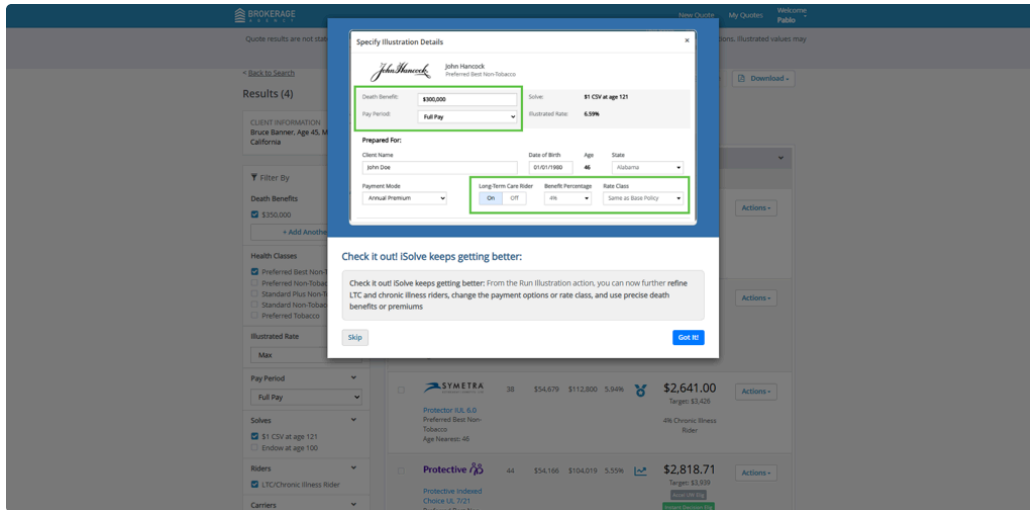 BROKERAGE
AGENCY
New Quote My Quotes Welcome Pablo
Quote results are not
tions. Illustrated values may
< Back to Search
Download
Results (4)
CLIENT INFORMATION
Bruce Banner, Age 45, M
California
Filter By
Death Benefits
$350,000
+ Add Anothe
Health Classes
Preferred Best Non-T
Preferred Non-Tobac
Standard Plus Non-T
Standard Non-Tobac
Preferred Tobacco
Illustrated Rate
Max
Pay Period
Full Pay
Solves
$1 CSV at age 121
Endow at age 100
Riders
LTC/Chronic Illness Rider
Carriers
Specify Illustration Details ×
John Hancock
John Hancock
Preferred Best Non-Tobacco
Death Benefit: $300,000 Solve: $1 CSV at age 121
Pay Period: Full Pay Illustrated Rate: 6.59%
Prepared For:
Client Name Date of Birth Age State
John Doe 01/01/1980 46 Alabama
Payment Mode Long-Term Care Rider Benefit Percentage Rate Class
Annual Premium On Off 4% Same as Base Policy
Check it out! iSolve keeps getting better:
Check it out! iSolve keeps getting better: From the Run Illustration action, you can now further refine
LTC and chronic illness riders, change the payment options or rate class, and use precise death
benefits or premiums
Skip Got It!
Actions
Actions
SYMETRA 38 $54,679 $112,800 5.94% $2,641.00 Actions
Target: $3,426
Protector IUL 6.0
Preferred Best Non-
Tobacco
Age Nearest: 46
4% Chronic Illness
Rider
Protective 44 $54,166 $104,019 5.55% $2,818.71 Actions
Target: $3,939
Protective Indexed
Choice UL 7/21